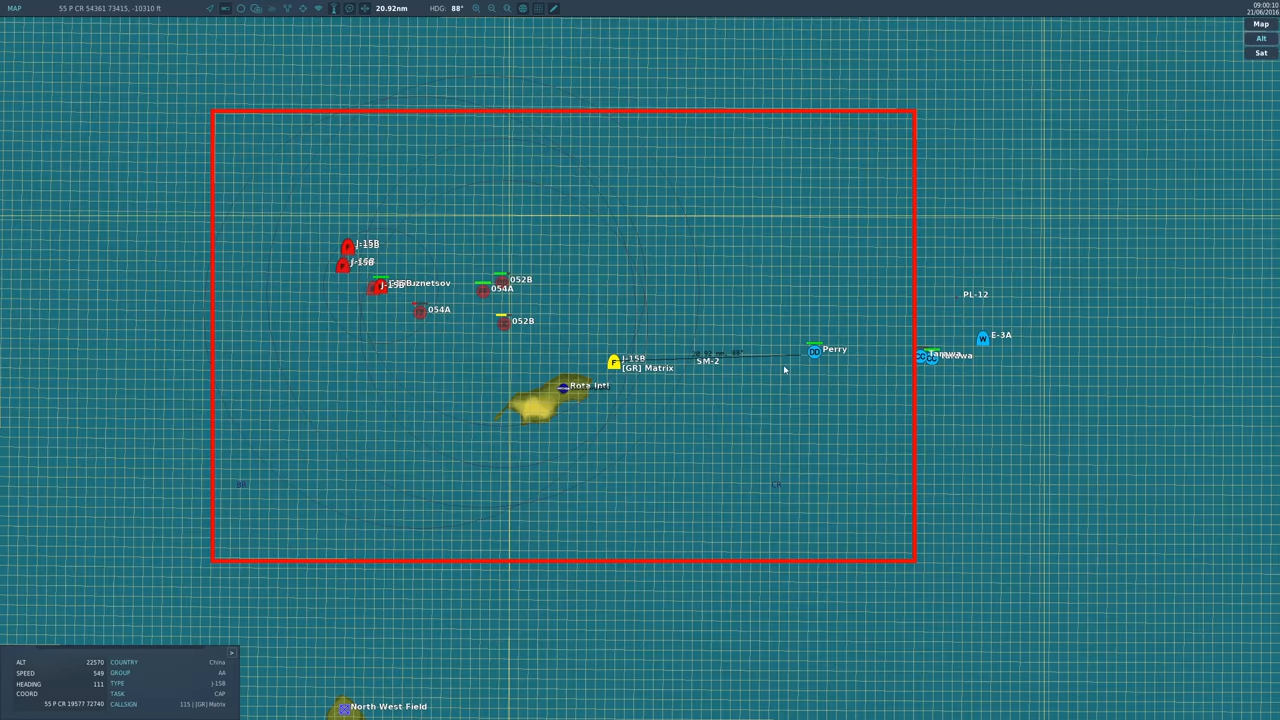 MAP 55 P CR 54361 73415, -10310 ft 20.92nm HDG: 88° 09:00:10
21/06/2016
Map
Alt
Sat
J-15B
J-15B
J-15B
052B
054A
054A
052B
PL-12
E-3A
Perry
Tarawa
J-15B
[GR] Matrix
SM-2
Rota Intl
CR
North West Field
>
ALT 22570 COUNTRY China
SPEED 549 GROUP AA
HEADING 111 TYPE J-15B
COORD TASK CAP
55 P CR 19577 72740 CALLSIGN 115 | [GR] Matrix